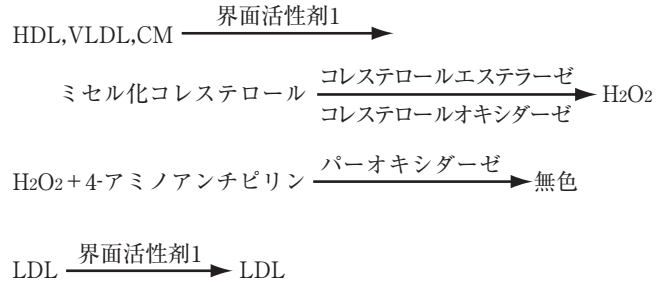 界面活性剤1
HDL,VLDL,CM
コレステロールエステラーゼ
ミセル化コレステロール H2O2
コレステロールオキシダーゼ
パーオキシダーゼ
H2O2+4-アミノアンチピリン 無色
界面活性剤1
LDL LDL